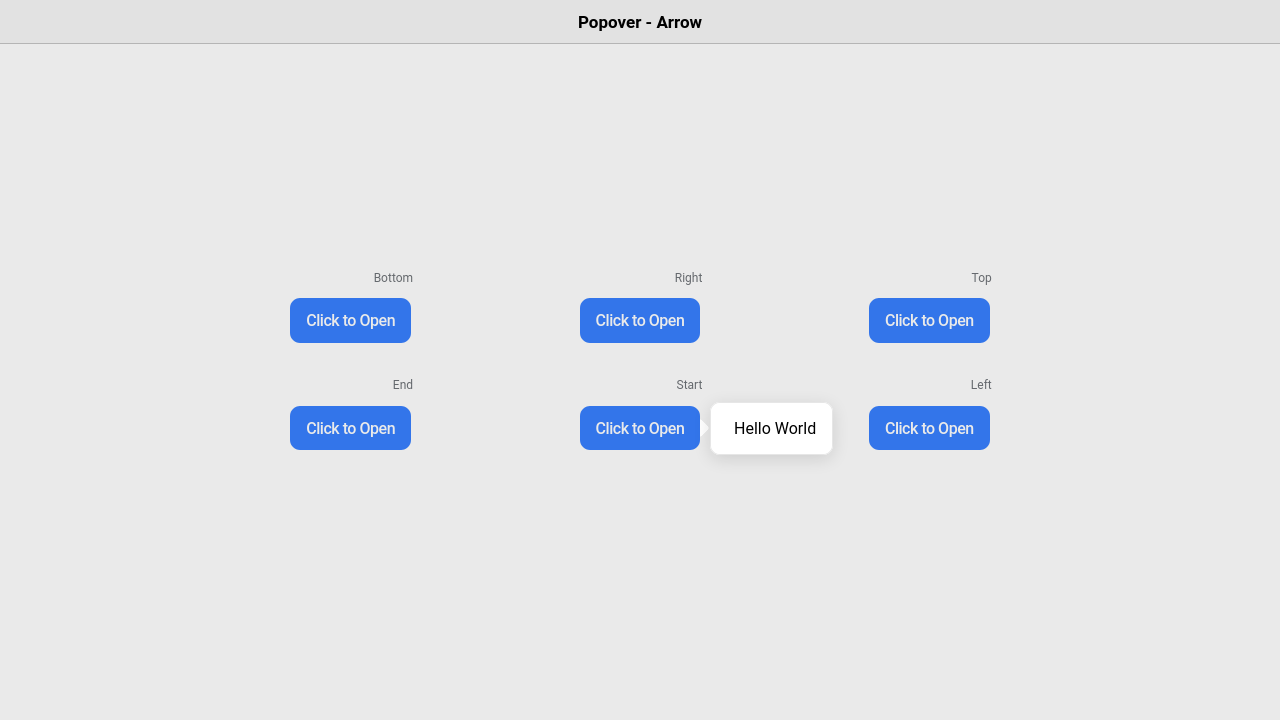 Popover - Arrow
Bottom
Right
Top
Click to Open
Click to Open
Click to Open
End
Start
Left
Click to Open
Click to Open
Hello World
Click to Open